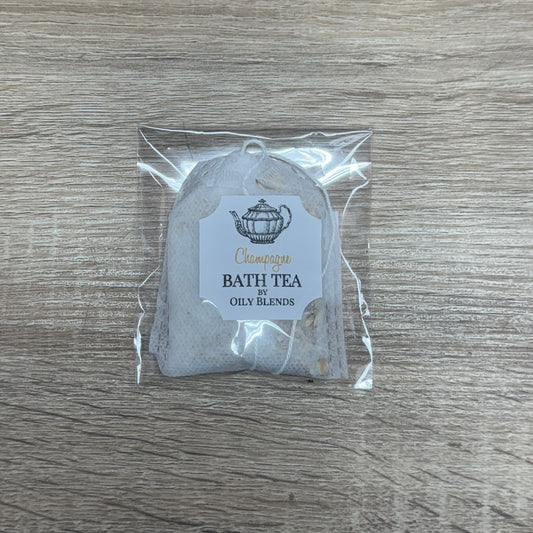 Champagne
BATH TEA
BY
OILY BLENDS